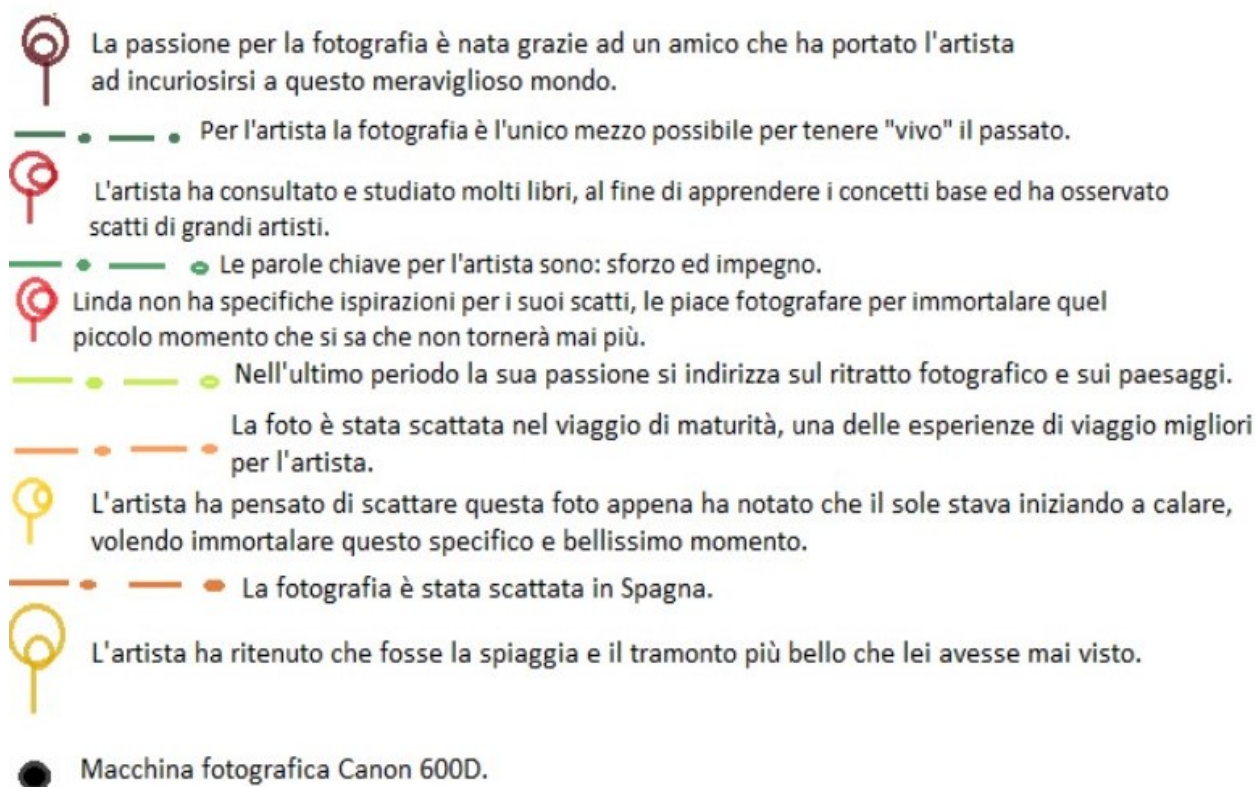 La passione per la fotografia è nata grazie ad un amico che ha portato l'artista
ad incuriosirsi a questo meraviglioso mondo.
Per l'artista la fotografia è l'unico mezzo possibile per tenere "vivo" il passato.
L'artista ha consultato e studiato molti libri, al fine di apprendere i concetti base ed ha osservato
scatti di grandi artisti.
Le parole chiave per l'artista sono: sforzo ed impegno.
Linda non ha specifiche ispirazioni per i suoi scatti, le piace fotografare per immortalare quel
piccolo momento che si sa che non tornerà mai più.
Nell'ultimo periodo la sua passione si indirizza sul ritratto fotografico e sui paesaggi.
La foto è stata scattata nel viaggio di maturità, una delle esperienze di viaggio migliori
per l'artista.
L'artista ha pensato di scattare questa foto appena ha notato che il sole stava iniziando a calare,
volendo immortalare questo specifico e bellissimo momento.
La fotografia è stata scattata in Spagna.
L'artista ha ritenuto che fosse la spiaggia e il tramonto più bello che lei avesse mai visto.
Macchina fotografica Canon 600D.